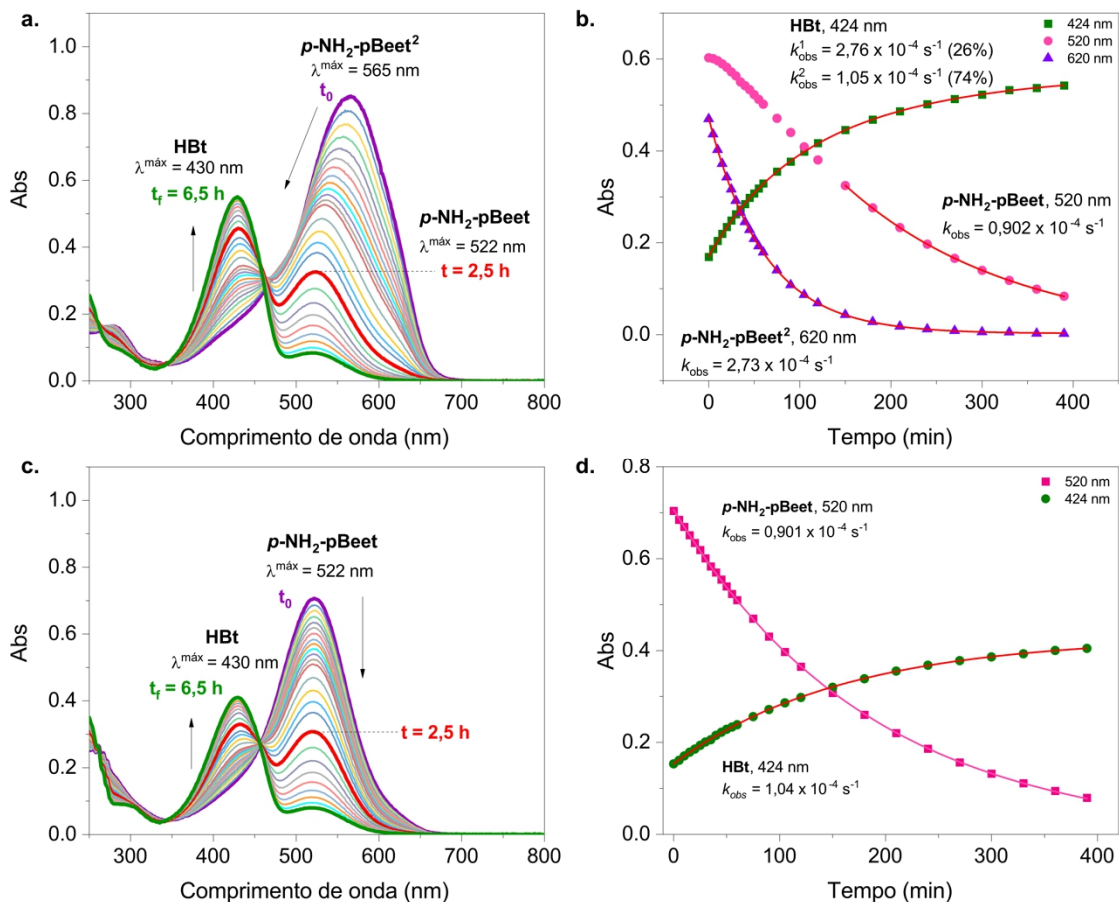 a.
p-NH₂-pBeet²
λᵐᵃ́ˣ = 565 nm
t₀
HBt
λᵐᵃ́ˣ = 430 nm
t_f = 6,5 h
p-NH₂-pBeet
λᵐᵃ́ˣ = 522 nm
t = 2,5 h
Abs
1.0
0.8
0.6
0.4
0.2
0.0
300 400 500 600 700 800
Comprimento de onda (nm)
b.
HBt, 424 nm
k¹obs = 2,76 x 10⁻⁴ s⁻¹ (26%)
k²obs = 1,05 x 10⁻⁴ s⁻¹ (74%)
424 nm
520 nm
620 nm
p-NH₂-pBeet, 520 nm
kobs = 0,902 x 10⁻⁴ s⁻¹
p-NH₂-pBeet², 620 nm
kobs = 2,73 x 10⁻⁴ s⁻¹
Abs
0.6
0.4
0.2
0.0
0 100 200 300 400
Tempo (min)
c.
p-NH₂-pBeet
λᵐᵃ́ˣ = 522 nm
t₀
HBt
λᵐᵃ́ˣ = 430 nm
t_f = 6,5 h
t = 2,5 h
Abs
1.0
0.8
0.6
0.4
0.2
0.0
300 400 500 600 700 800
Comprimento de onda (nm)
d.
520 nm
424 nm
p-NH₂-pBeet, 520 nm
kobs = 0,901 x 10⁻⁴ s⁻¹
HBt, 424 nm
kobs = 1,04 x 10⁻⁴ s⁻¹
Abs
0.8
0.6
0.4
0.2
0.0
0 100 200 300 400
Tempo (min)